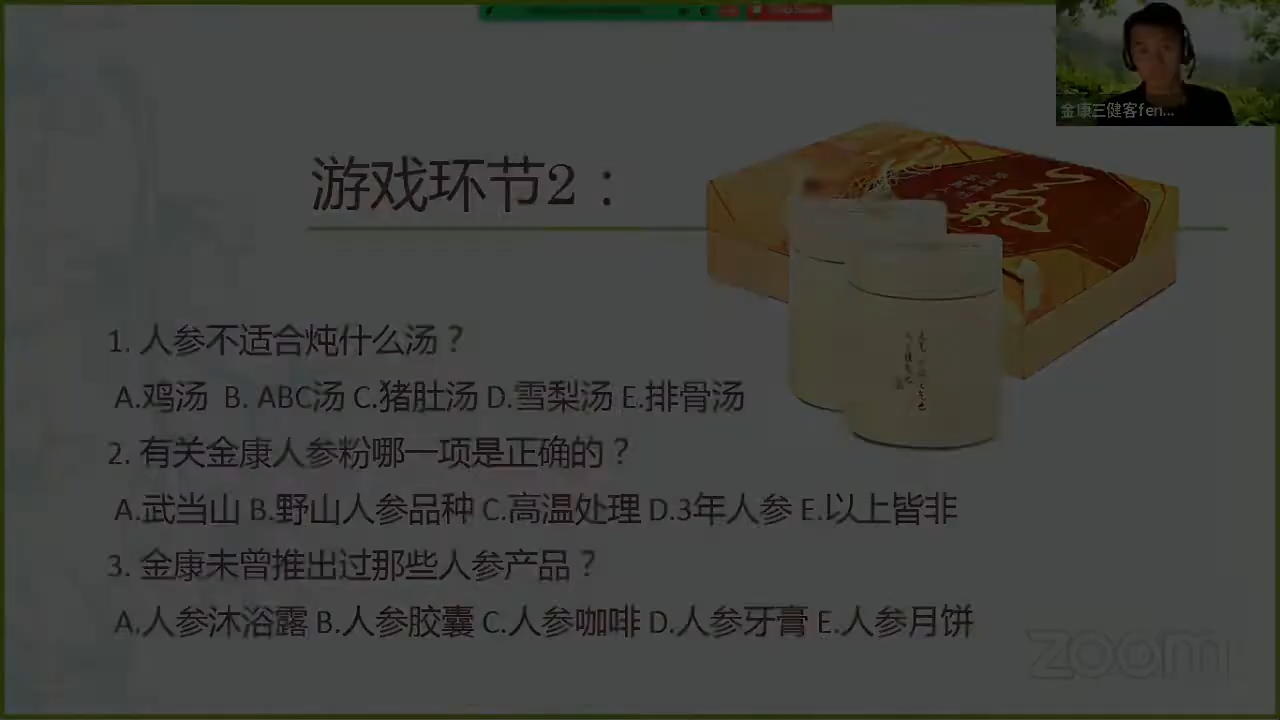 金康三健客fen...
游戏环节2：
1. 人参不适合炖什么汤？
A.鸡汤 B. ABC汤 C.猪肚汤 D.雪梨汤 E.排骨汤
2. 有关金康人参粉哪一项是正确的？
A.武当山 B.野山人参品种 C.高温处理 D.3年人参 E.以上皆非
3. 金康未曾推出过那些人参产品？
A.人参沐浴露 B.人参胶囊 C.人参咖啡 D.人参牙膏 E.人参月饼
zoom